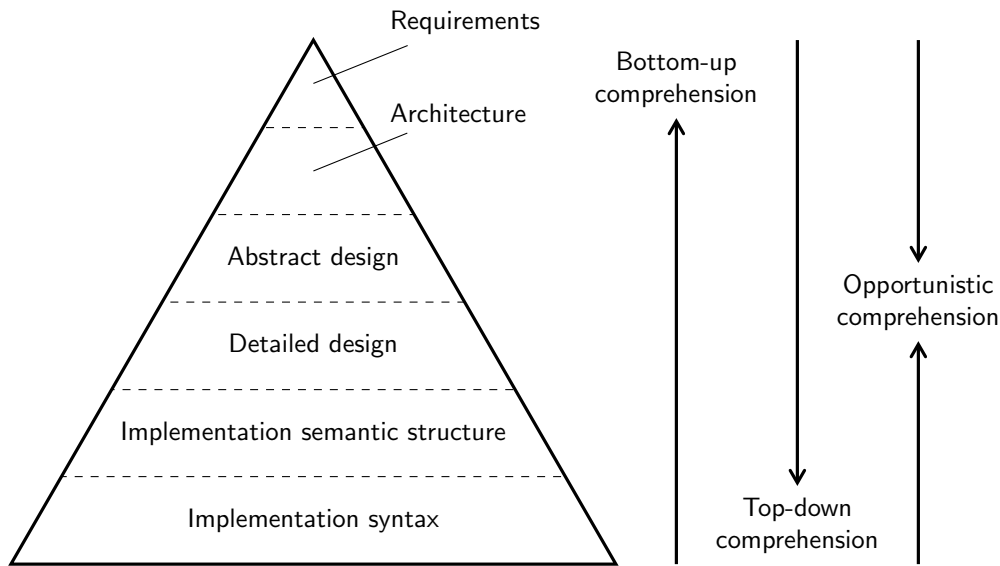 Requirements
Architecture
Abstract design
Detailed design
Implementation semantic structure
Implementation syntax
Bottom-up
comprehension
Top-down
comprehension
Opportunistic
comprehension